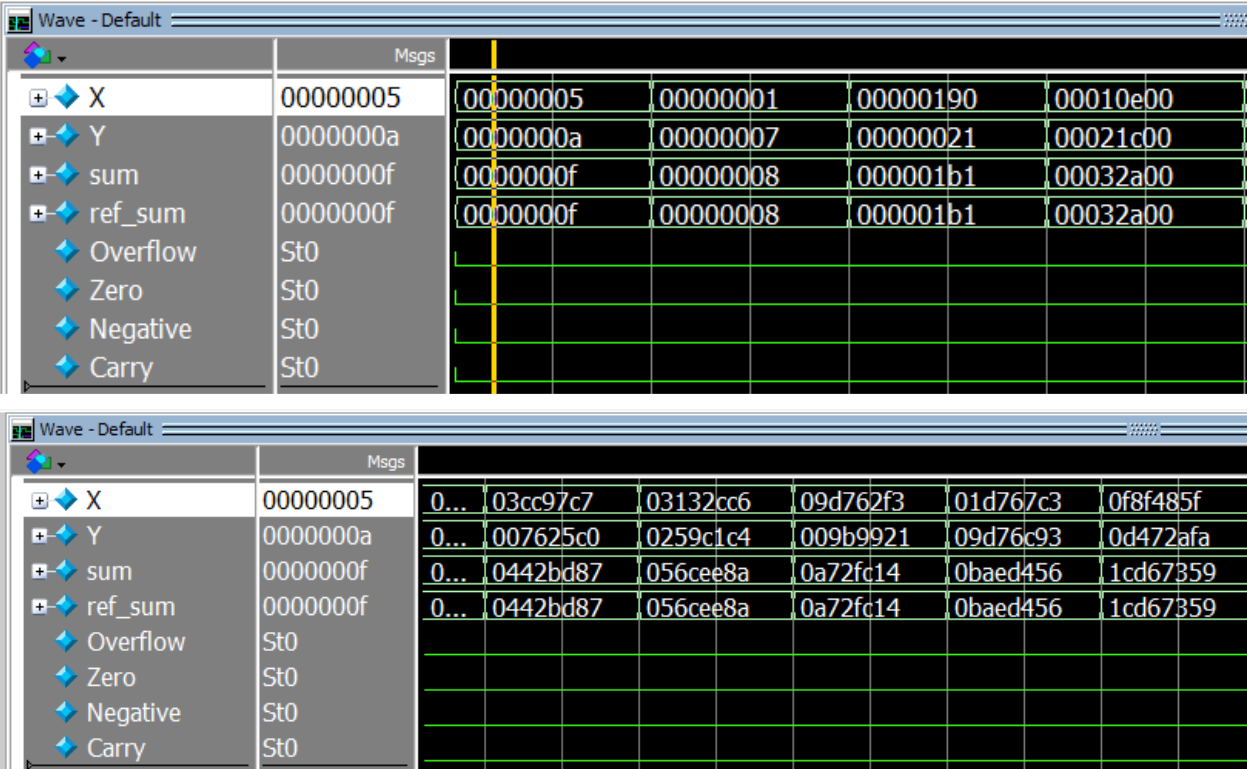 Wave - Default
Msgs
X 00000005 00000005 00000001 00000190 00010e00
Y 0000000a 0000000a 00000007 00000021 00021c00
sum 0000000f 0000000f 00000008 000001b1 00032a00
ref_sum 0000000f 0000000f 00000008 000001b1 00032a00
Overflow St0
Zero St0
Negative St0
Carry St0
Wave - Default
Msgs
X 00000005 0... 03cc97c7 03132cc6 09d762f3 01d767c3 0f8f485f
Y 0000000a 0... 007625c0 0259c1c4 009b9921 09d76c93 0d472afa
sum 0000000f 0... 0442bd87 056cee8a 0a72fc14 0baed456 1cd67359
ref_sum 0000000f 0... 0442bd87 056cee8a 0a72fc14 0baed456 1cd67359
Overflow St0
Zero St0
Negative St0
Carry St0